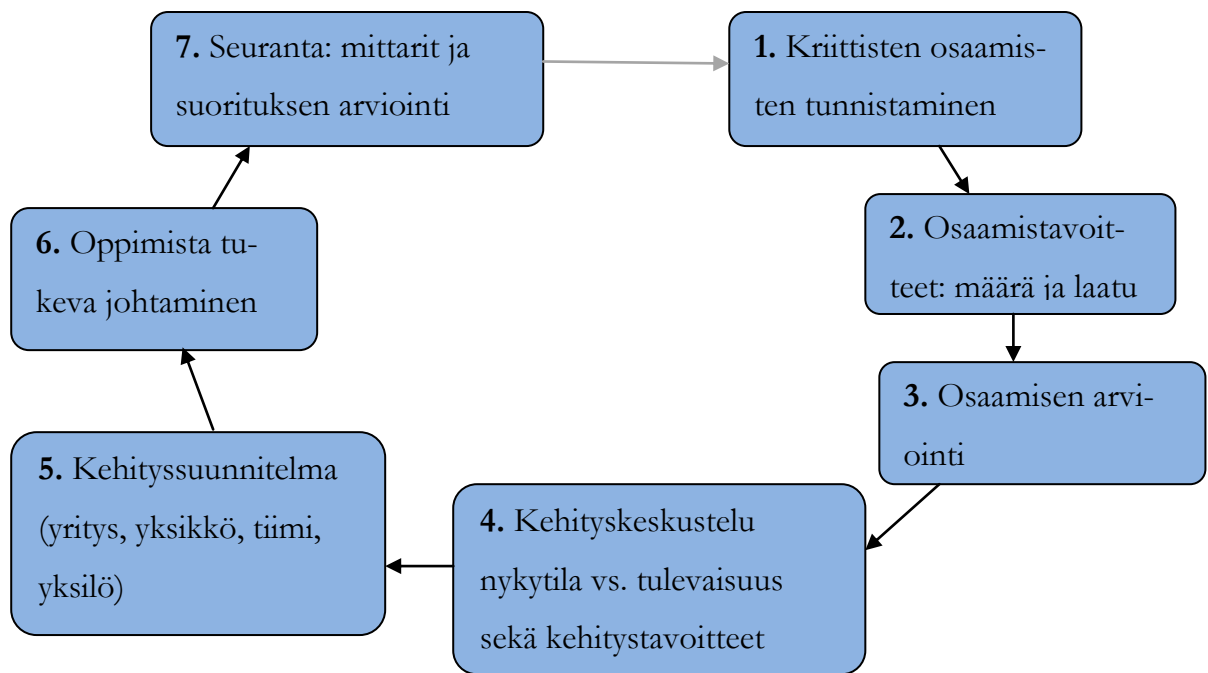 1. Kriittisten osaamis-
ten tunnistaminen
2. Osaamistavoit-
teet: määrä ja laatu
3. Osaamisen arvi-
ointi
4. Kehityskeskustelu
nykytila vs. tulevaisuus
sekä kehitystavoitteet
5. Kehityssuunnitelma
(yritys, yksikkö, tiimi,
yksilö)
6. Oppimista tu-
keva johtaminen
7. Seuranta: mittarit ja
suorituksen arviointi